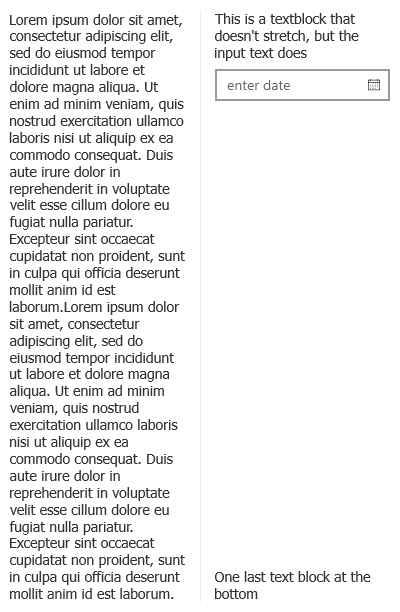 Lorem ipsum dolor sit amet,
consectetur adipiscing elit,
sed do eiusmod tempor
incididunt ut labore et
dolore magna aliqua. Ut
enim ad minim veniam, quis
nostrud exercitation ullamco
laboris nisi ut aliquip ex ea
commodo consequat. Duis
aute irure dolor in
reprehenderit in voluptate
velit esse cillum dolore eu
fugiat nulla pariatur.
Excepteur sint occaecat
cupidatat non proident, sunt
in culpa qui officia deserunt
mollit anim id est
laborum.Lorem ipsum dolor
sit amet, consectetur
adipiscing elit, sed do
eiusmod tempor incididunt
ut labore et dolore magna
aliqua. Ut enim ad minim
veniam, quis nostrud
exercitation ullamco laboris
nisi ut aliquip ex ea
commodo consequat. Duis
aute irure dolor in
reprehenderit in voluptate
velit esse cillum dolore eu
fugiat nulla pariatur.
Excepteur sint occaecat
cupidatat non proident, sunt
in culpa qui officia deserunt
mollit anim id est laborum.
This is a textblock that
doesn't stretch, but the
input text does
enter date
One last text block at the
bottom